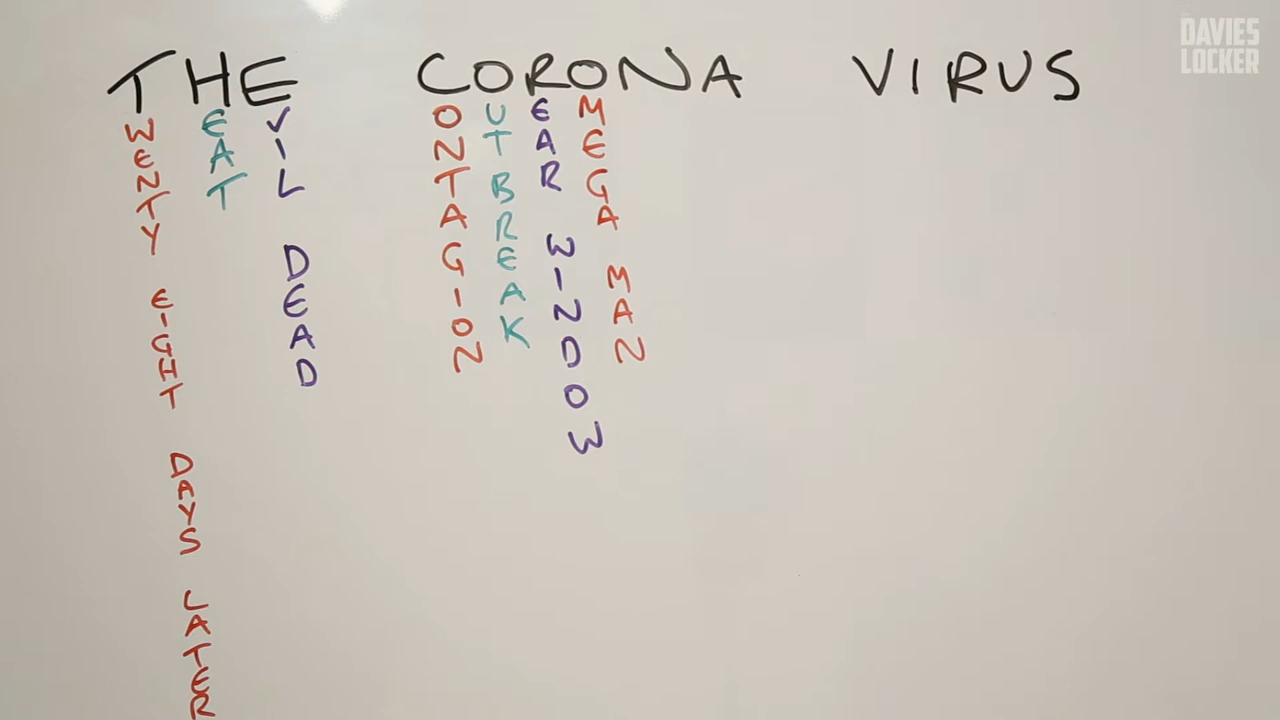 THE CORONA VIRUS
WENTY EIGHT DAYS LATER
EAT
VIL DEAD
ONTAGION
UTBREAK
EAR WINDOW
MEGA MAN
DAVIES
LOCKER